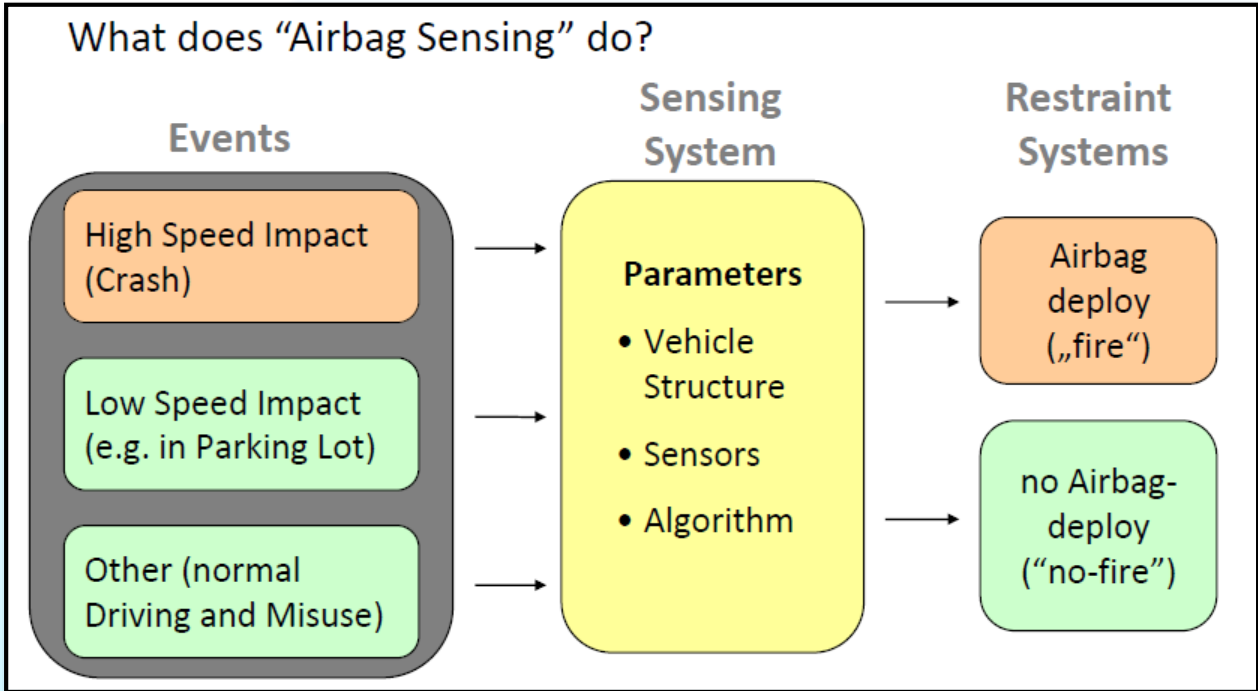 What does “Airbag Sensing” do?
Events
High Speed Impact
(Crash)
Low Speed Impact
(e.g. in Parking Lot)
Other (normal
Driving and Misuse)
Sensing
System
Parameters
• Vehicle
Structure
• Sensors
• Algorithm
Restraint
Systems
Airbag
deploy
(„fire“)
no Airbag-
deploy
(“no-fire”)